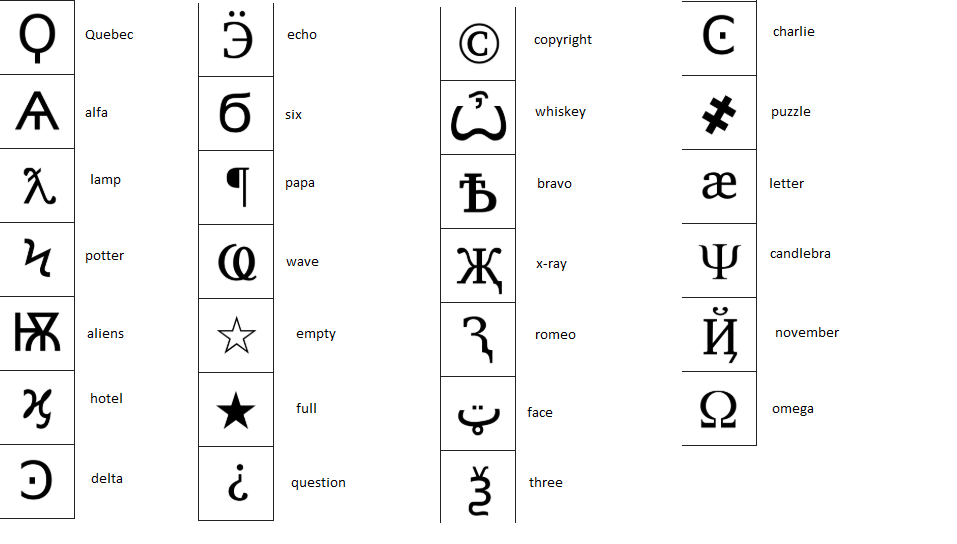 Ϙ Quebec
Ѧ alfa
ƛ lamp
Ϟ potter
Ѭ aliens
ϗ hotel
Ͽ delta
Ӭ echo
б six
¶ papa
Ҩ wave
☆ empty
★ full
¿ question
© copyright
Ѽ whiskey
Ѣ bravo
Җ x-ray
Ԇ romeo
ټ face
Ѯ three
Ͼ charlie
҂ puzzle
æ letter
Ψ candlebra
Ҋ november
Ω omega